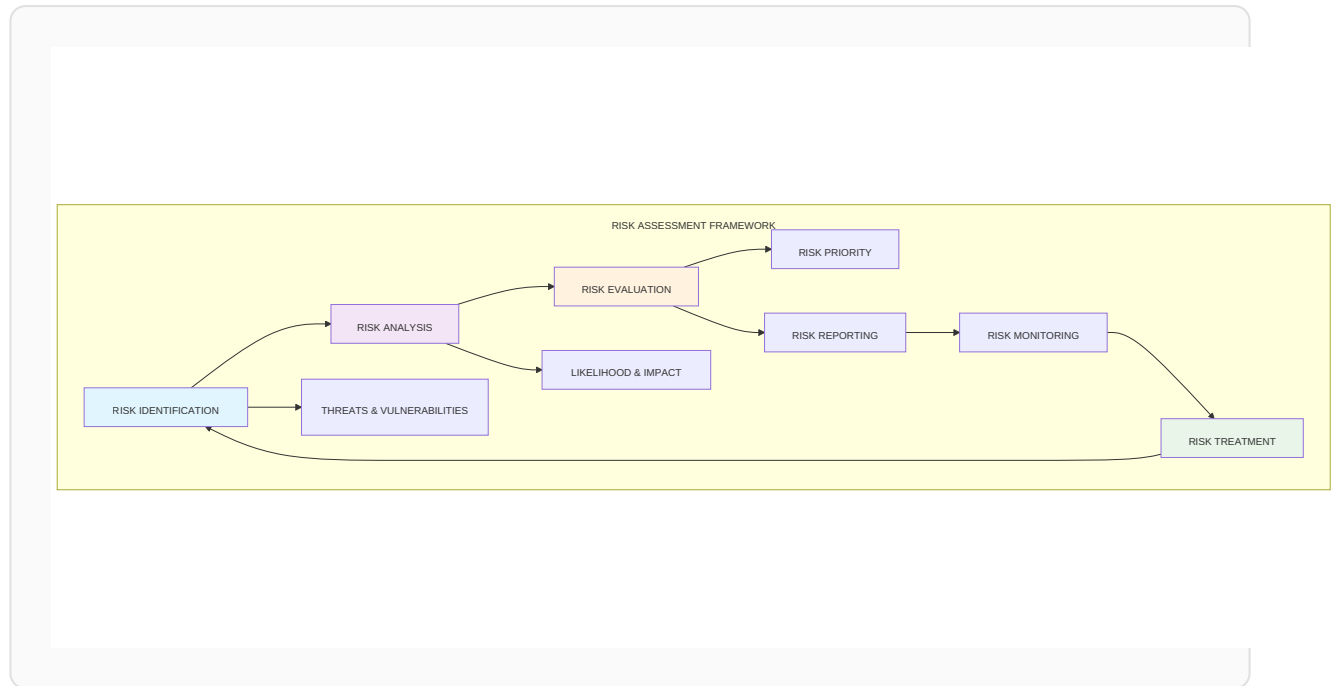 RISK ASSESSMENT FRAMEWORK
RISK PRIORITY
RISK EVALUATION
RISK ANALYSIS
RISK REPORTING
RISK MONITORING
LIKELIHOOD & IMPACT
RISK IDENTIFICATION
THREATS & VULNERABILITIES
RISK TREATMENT